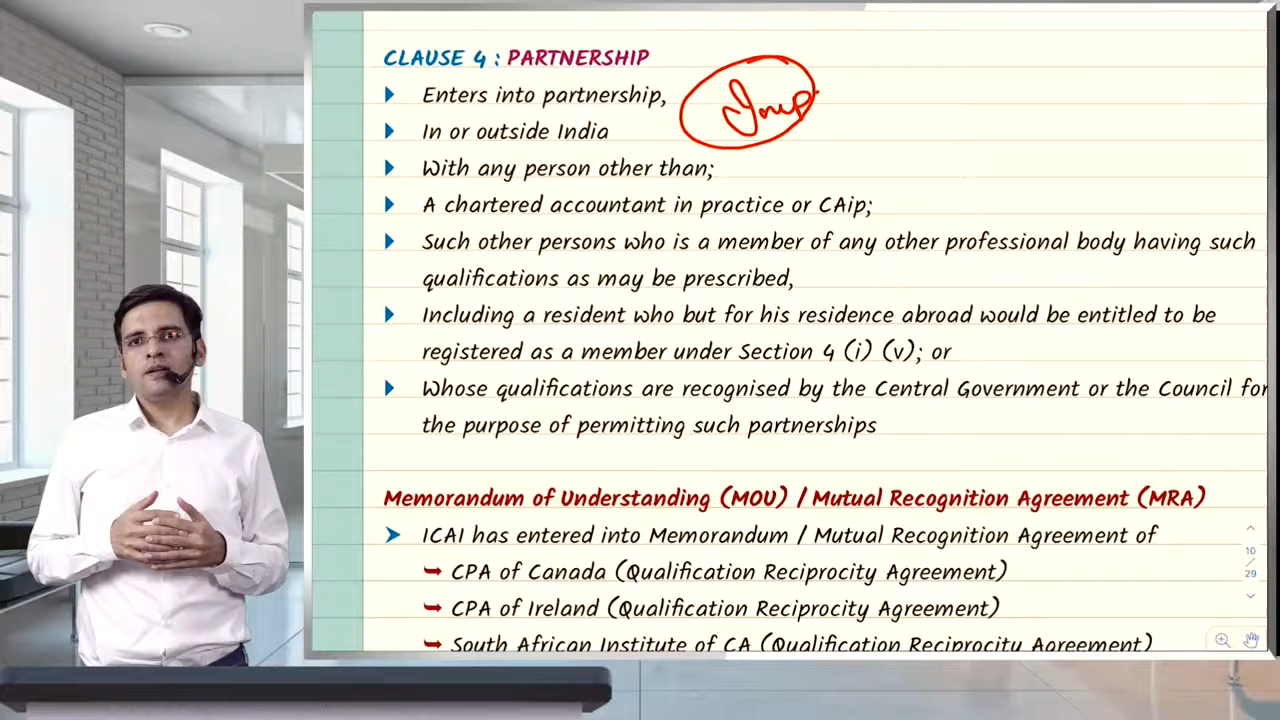 CLAUSE 4 : PARTNERSHIP
Enters into partnership,
Imp
In or outside India
With any person other than;
A chartered accountant in practice or CAip;
Such other persons who is a member of any other professional body having such
qualifications as may be prescribed,
Including a resident who but for his residence abroad would be entitled to be
registered as a member under Section 4 (i) (v); or
Whose qualifications are recognised by the Central Government or the Council for
the purpose of permitting such partnerships
Memorandum of Understanding (MOU) / Mutual Recognition Agreement (MRA)
ICAI has entered into Memorandum / Mutual Recognition Agreement of
CPA of Canada (Qualification Reciprocity Agreement)
CPA of Ireland (Qualification Reciprocity Agreement)
South African Institute of CA (Qualification Reciprocity Agreement)
10
/
29